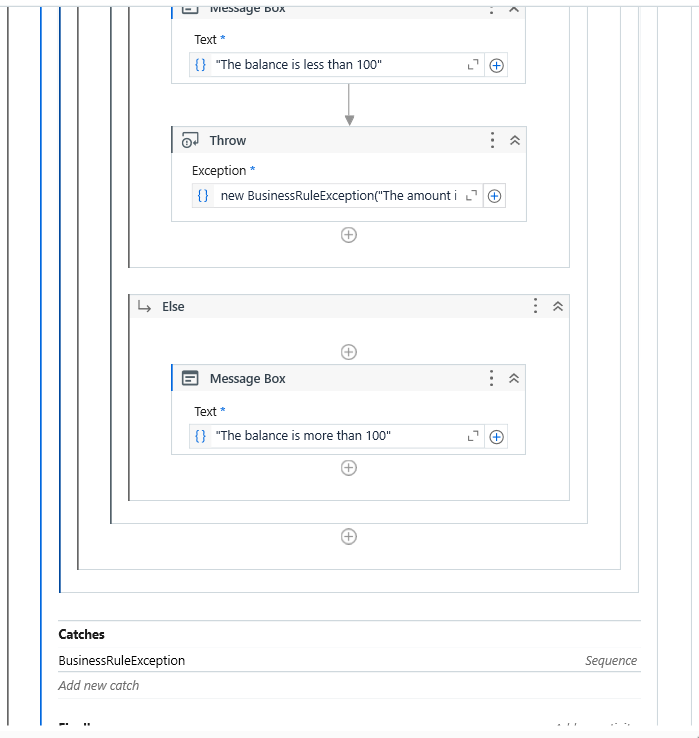 Message Box
Text *
"The balance is less than 100"
Throw
Exception *
new BusinessRuleException("The amount i
Else
Message Box
Text *
"The balance is more than 100"
Catches
BusinessRuleException Sequence
Add new catch